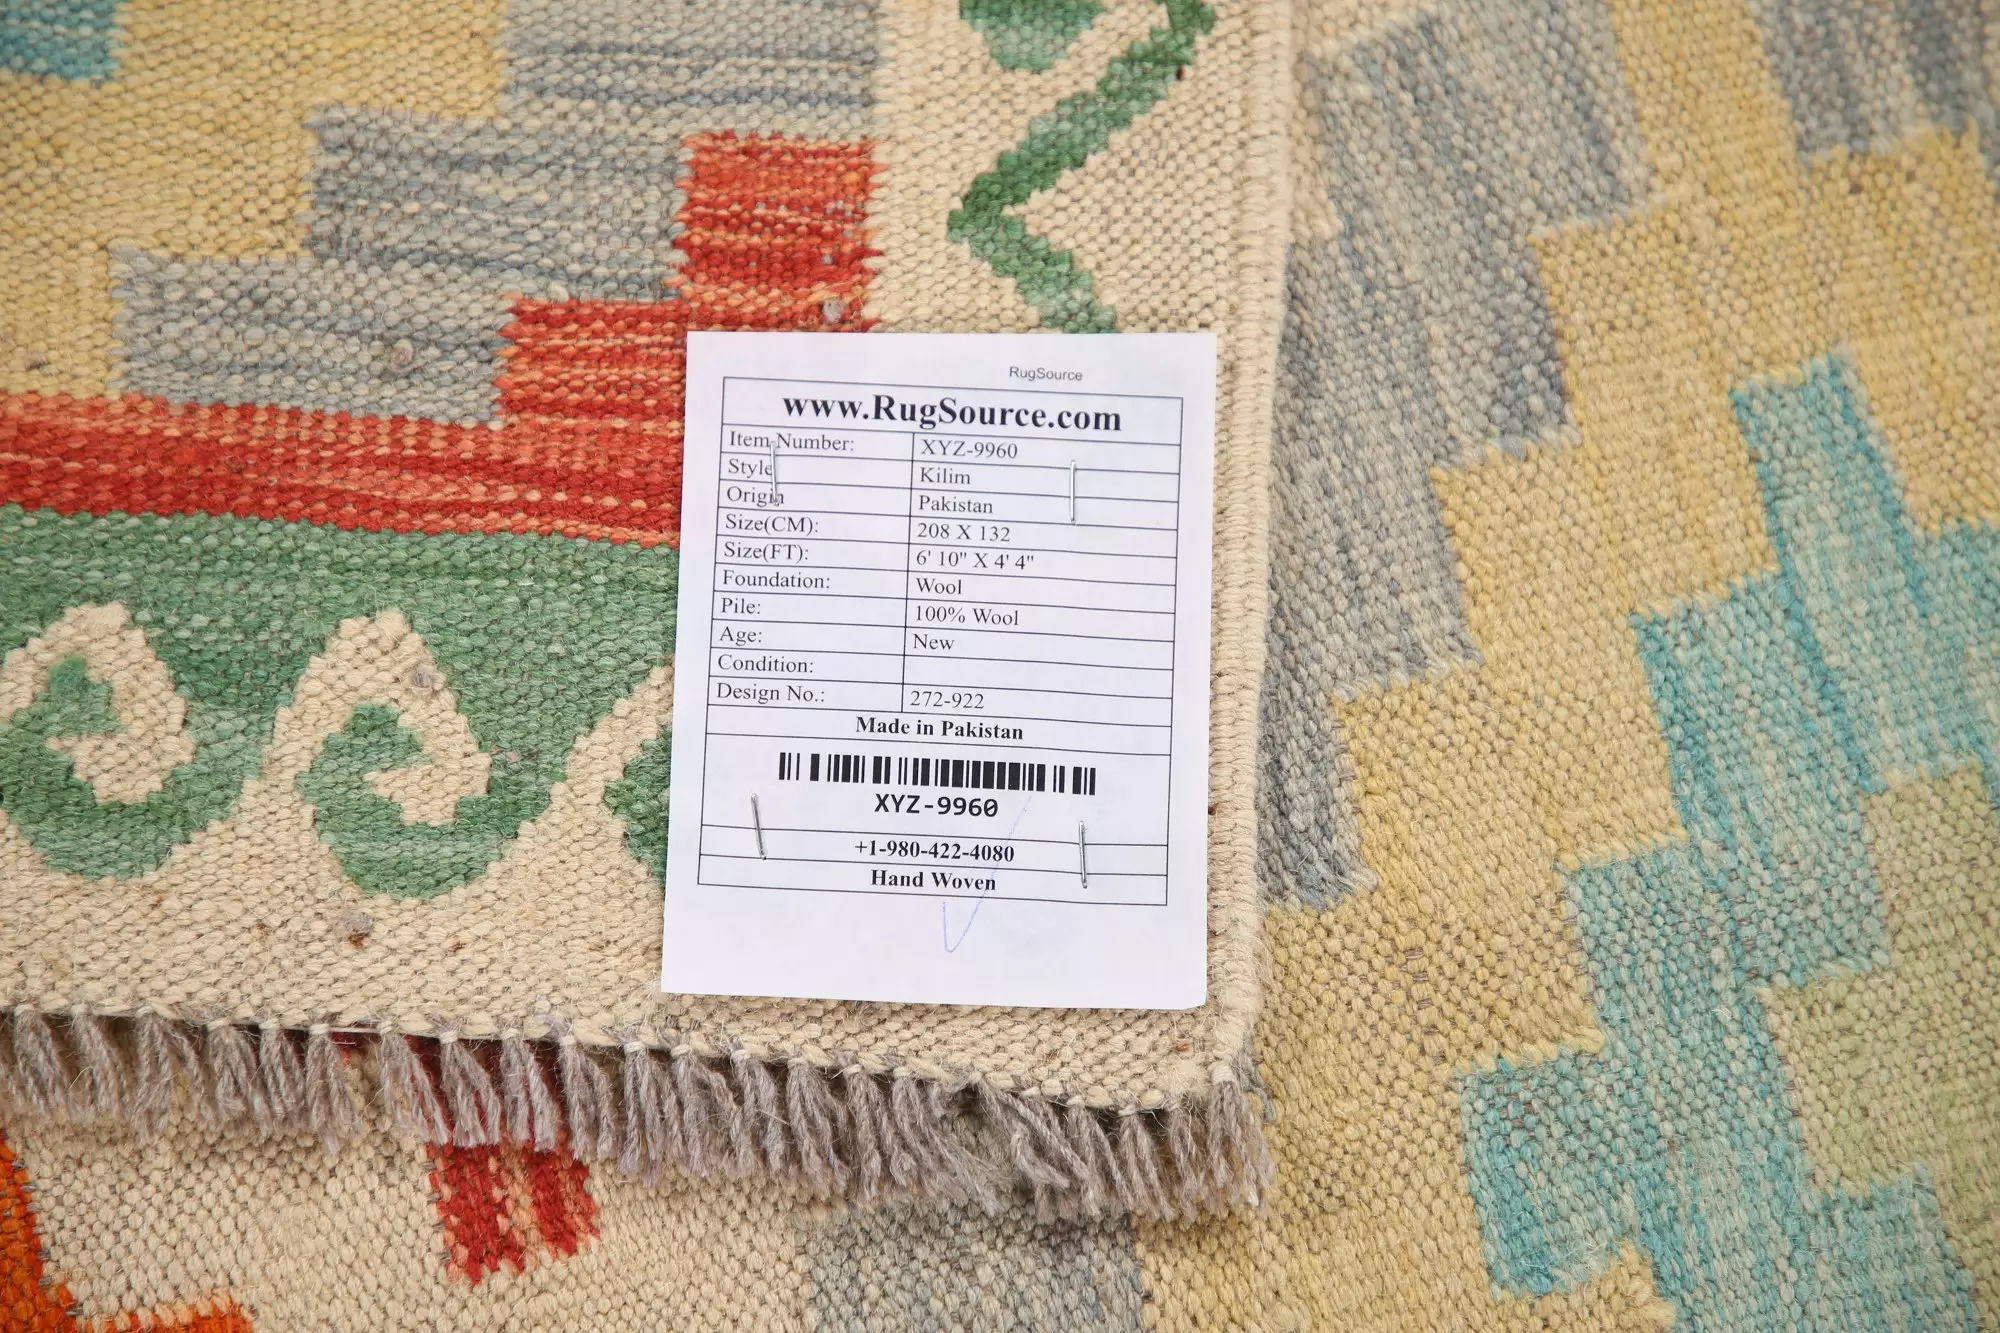 RugSource
www.RugSource.com
Item Number: XYZ-9960
Style Kilim
Origin Pakistan
Size(CM): 208 X 132
Size(FT): 6' 10" X 4' 4"
Foundation: Wool
Pile: 100% Wool
Age: New
Condition:
Design No.: 272-922
Made in Pakistan
XYZ-9960
+1-980-422-4080
Hand Woven